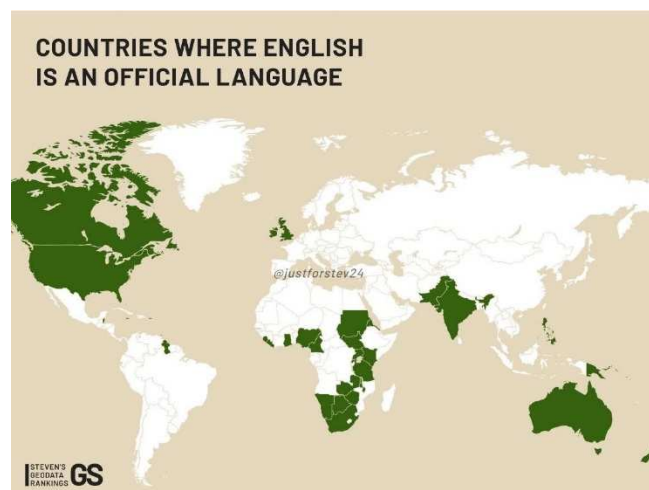 COUNTRIES WHERE ENGLISH
IS AN OFFICIAL LANGUAGE
@justforstev24
STEVEN'S
GEODATA
RANKINGS
GS